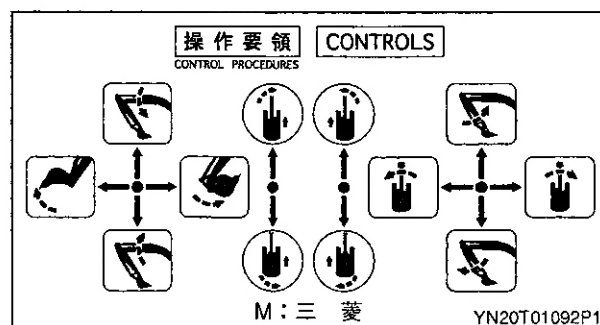 操作要領 CONTROLS
CONTROL PROCEDURES
M:三 菱
YN20T01092P1